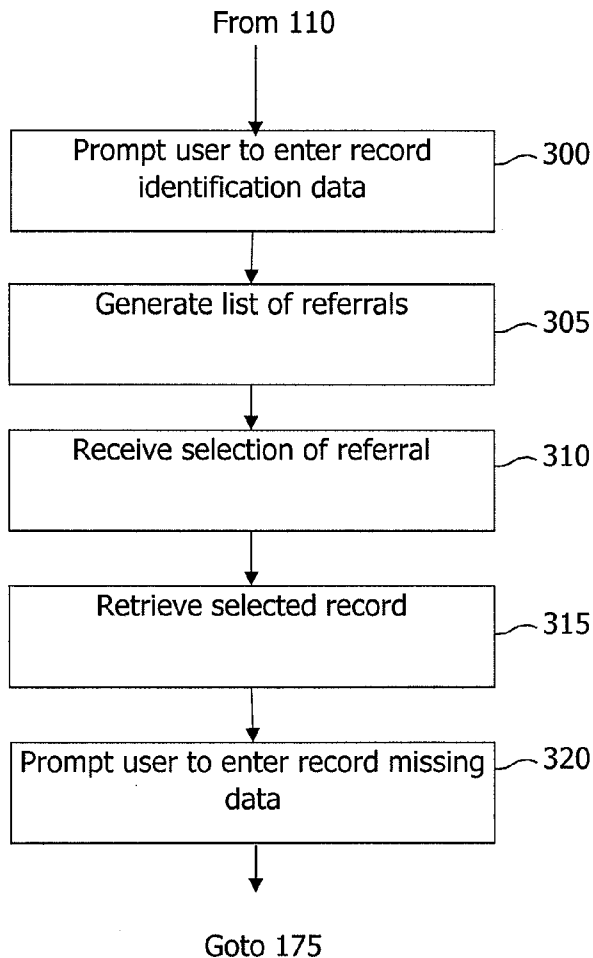 From 110
Prompt user to enter record
identification data
300
Generate list of referrals
305
Receive selection of referral
310
Retrieve selected record
315
Prompt user to enter record missing
data
320
Goto 175